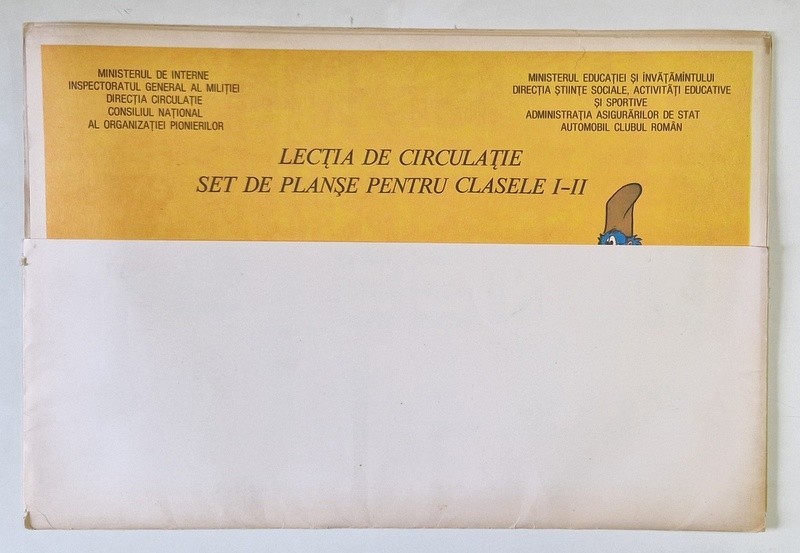 MINISTERUL DE INTERNE
INSPECTORATUL GENERAL AL MILIȚIEI
DIRECȚIA CIRCULAȚIE
CONSILIUL NAȚIONAL
AL ORGANIZAȚIEI PIONIERILOR
MINISTERUL EDUCAȚIEI ȘI ÎNVĂȚĂMÎNTULUI
DIRECȚIA ȘTIINȚE SOCIALE, ACTIVITĂȚI EDUCATIVE
ȘI SPORTIVE
ADMINISTRAȚIA ASIGURĂRILOR DE STAT
AUTOMOBIL CLUBUL ROMÂN
LECȚIA DE CIRCULAȚIE
SET DE PLANȘE PENTRU CLASELE I-II